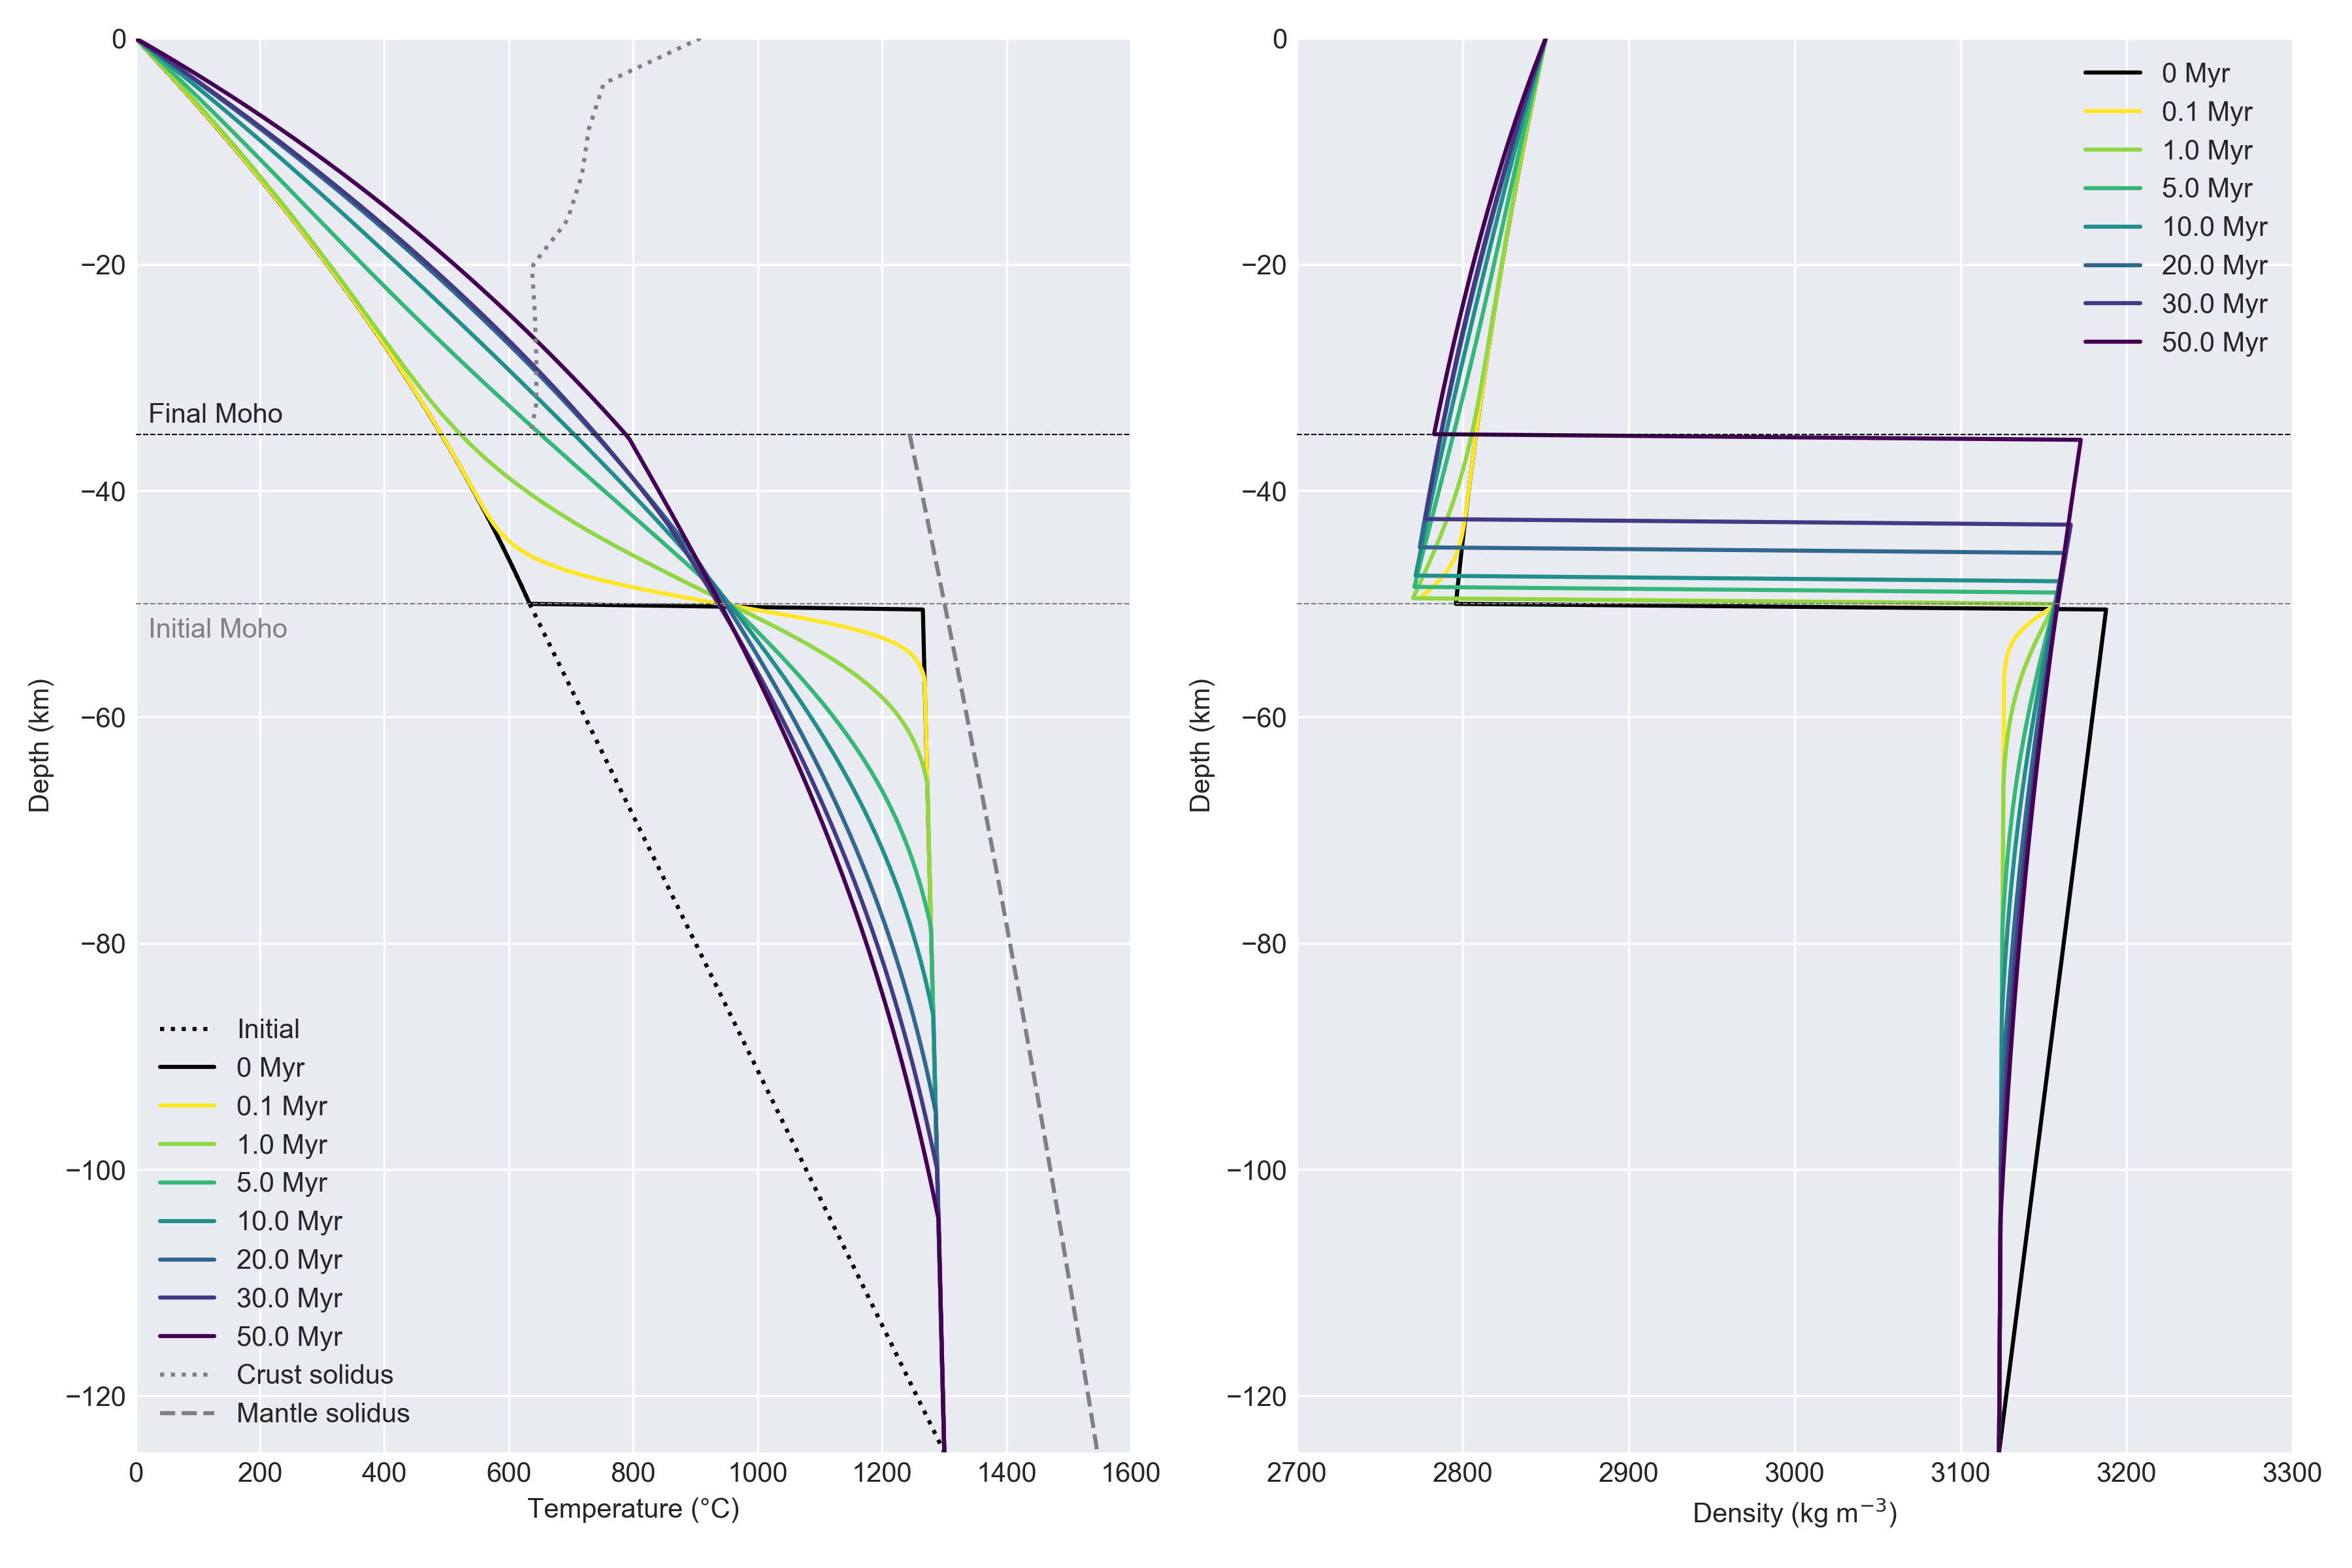 0
−20
−40
−60
−80
−100
−120
Depth (km)
Final Moho
Initial Moho
Initial
0 Myr
0.1 Myr
1.0 Myr
5.0 Myr
10.0 Myr
20.0 Myr
30.0 Myr
50.0 Myr
Crust solidus
Mantle solidus
0 200 400 600 800 1000 1200 1400 1600
Temperature (°C)
0
−20
−40
−60
−80
−100
−120
Depth (km)
0 Myr
0.1 Myr
1.0 Myr
5.0 Myr
10.0 Myr
20.0 Myr
30.0 Myr
50.0 Myr
2700 2800 2900 3000 3100 3200 3300
Density (kg m⁻³)